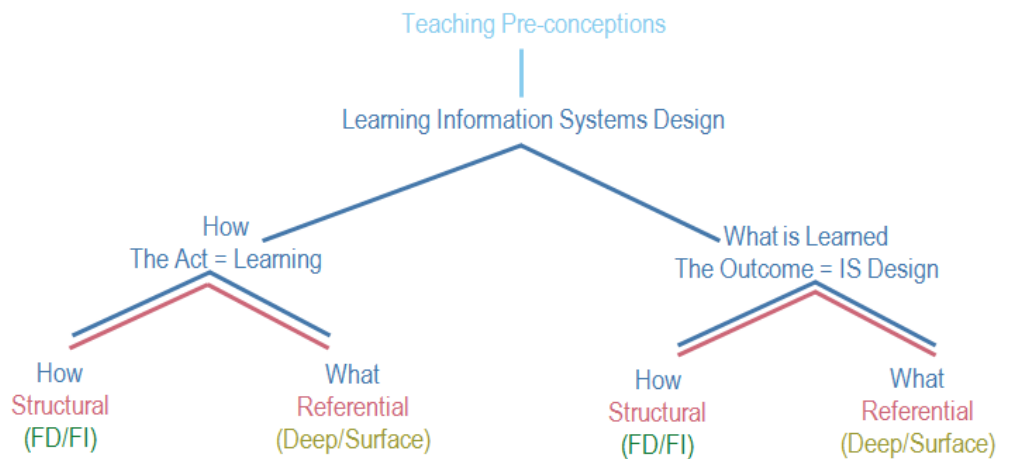 Teaching Pre-conceptions
Learning Information Systems Design
How
The Act = Learning
What is Learned
The Outcome = IS Design
How
Structural
(FD/FI)
What
Referential
(Deep/Surface)
How
Structural
(FD/FI)
What
Referential
(Deep/Surface)